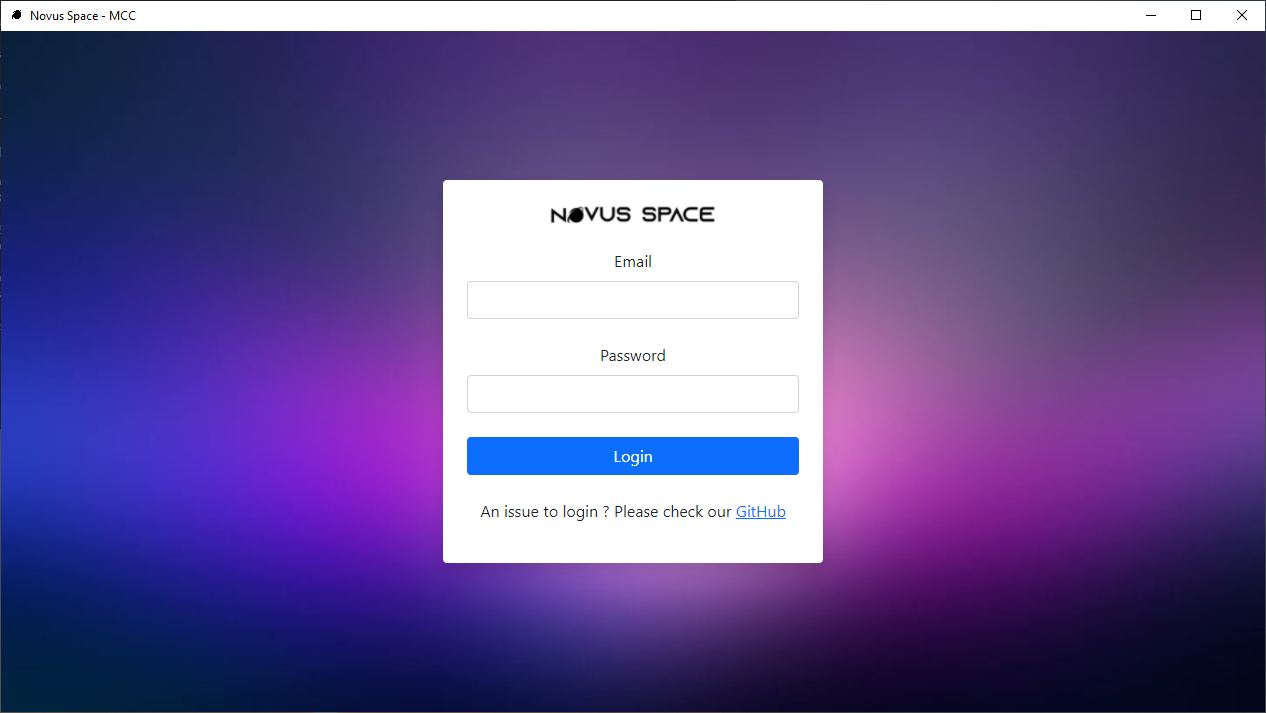 Novus Space - MCC
NOVUS SPACE
Email
Password
Login
An issue to login ? Please check our GitHub